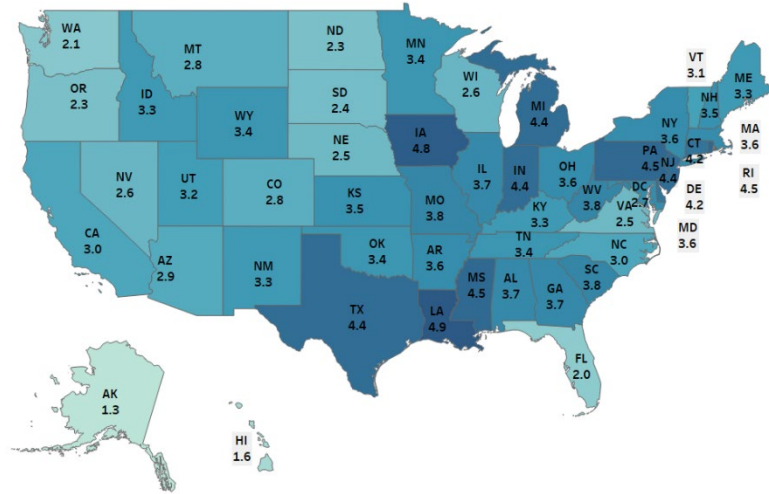 WA
2.1
OR
2.3
CA
3.0
ID
3.3
NV
2.6
MT
2.8
WY
3.4
UT
3.2
AZ
2.9
CO
2.8
NM
3.3
ND
2.3
SD
2.4
NE
2.5
KS
3.5
OK
3.4
TX
4.4
MN
3.4
IA
4.8
MO
3.8
AR
3.6
LA
4.9
WI
2.6
IL
3.7
MI
4.4
IN
4.4
OH
3.6
KY
3.3
TN
3.4
MS
4.5
AL
3.7
GA
3.7
FL
2.0
SC
3.8
NC
3.0
VA
2.5
WV
3.8
DC
2.7
PA
4.5
NJ
4.4
NY
3.6
CT
4.2
VT
3.1
NH
3.5
ME
3.3
MA
3.6
RI
4.5
DE
4.2
MD
3.6
AK
1.3
HI
1.6